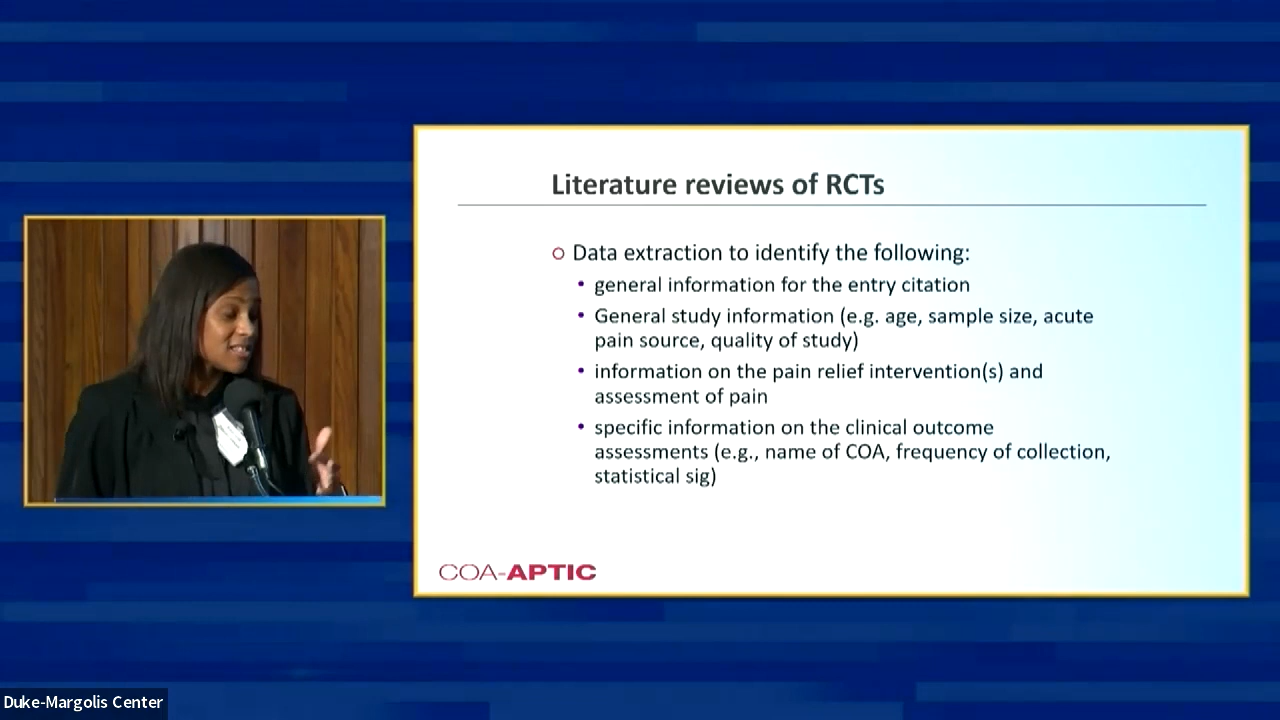 Literature reviews of RCTs
Data extraction to identify the following:
general information for the entry citation
General study information (e.g. age, sample size, acute
pain source, quality of study)
information on the pain relief intervention(s) and
assessment of pain
specific information on the clinical outcome
assessments (e.g., name of COA, frequency of collection,
statistical sig)
COA-APTIC
Duke-Margolis Center